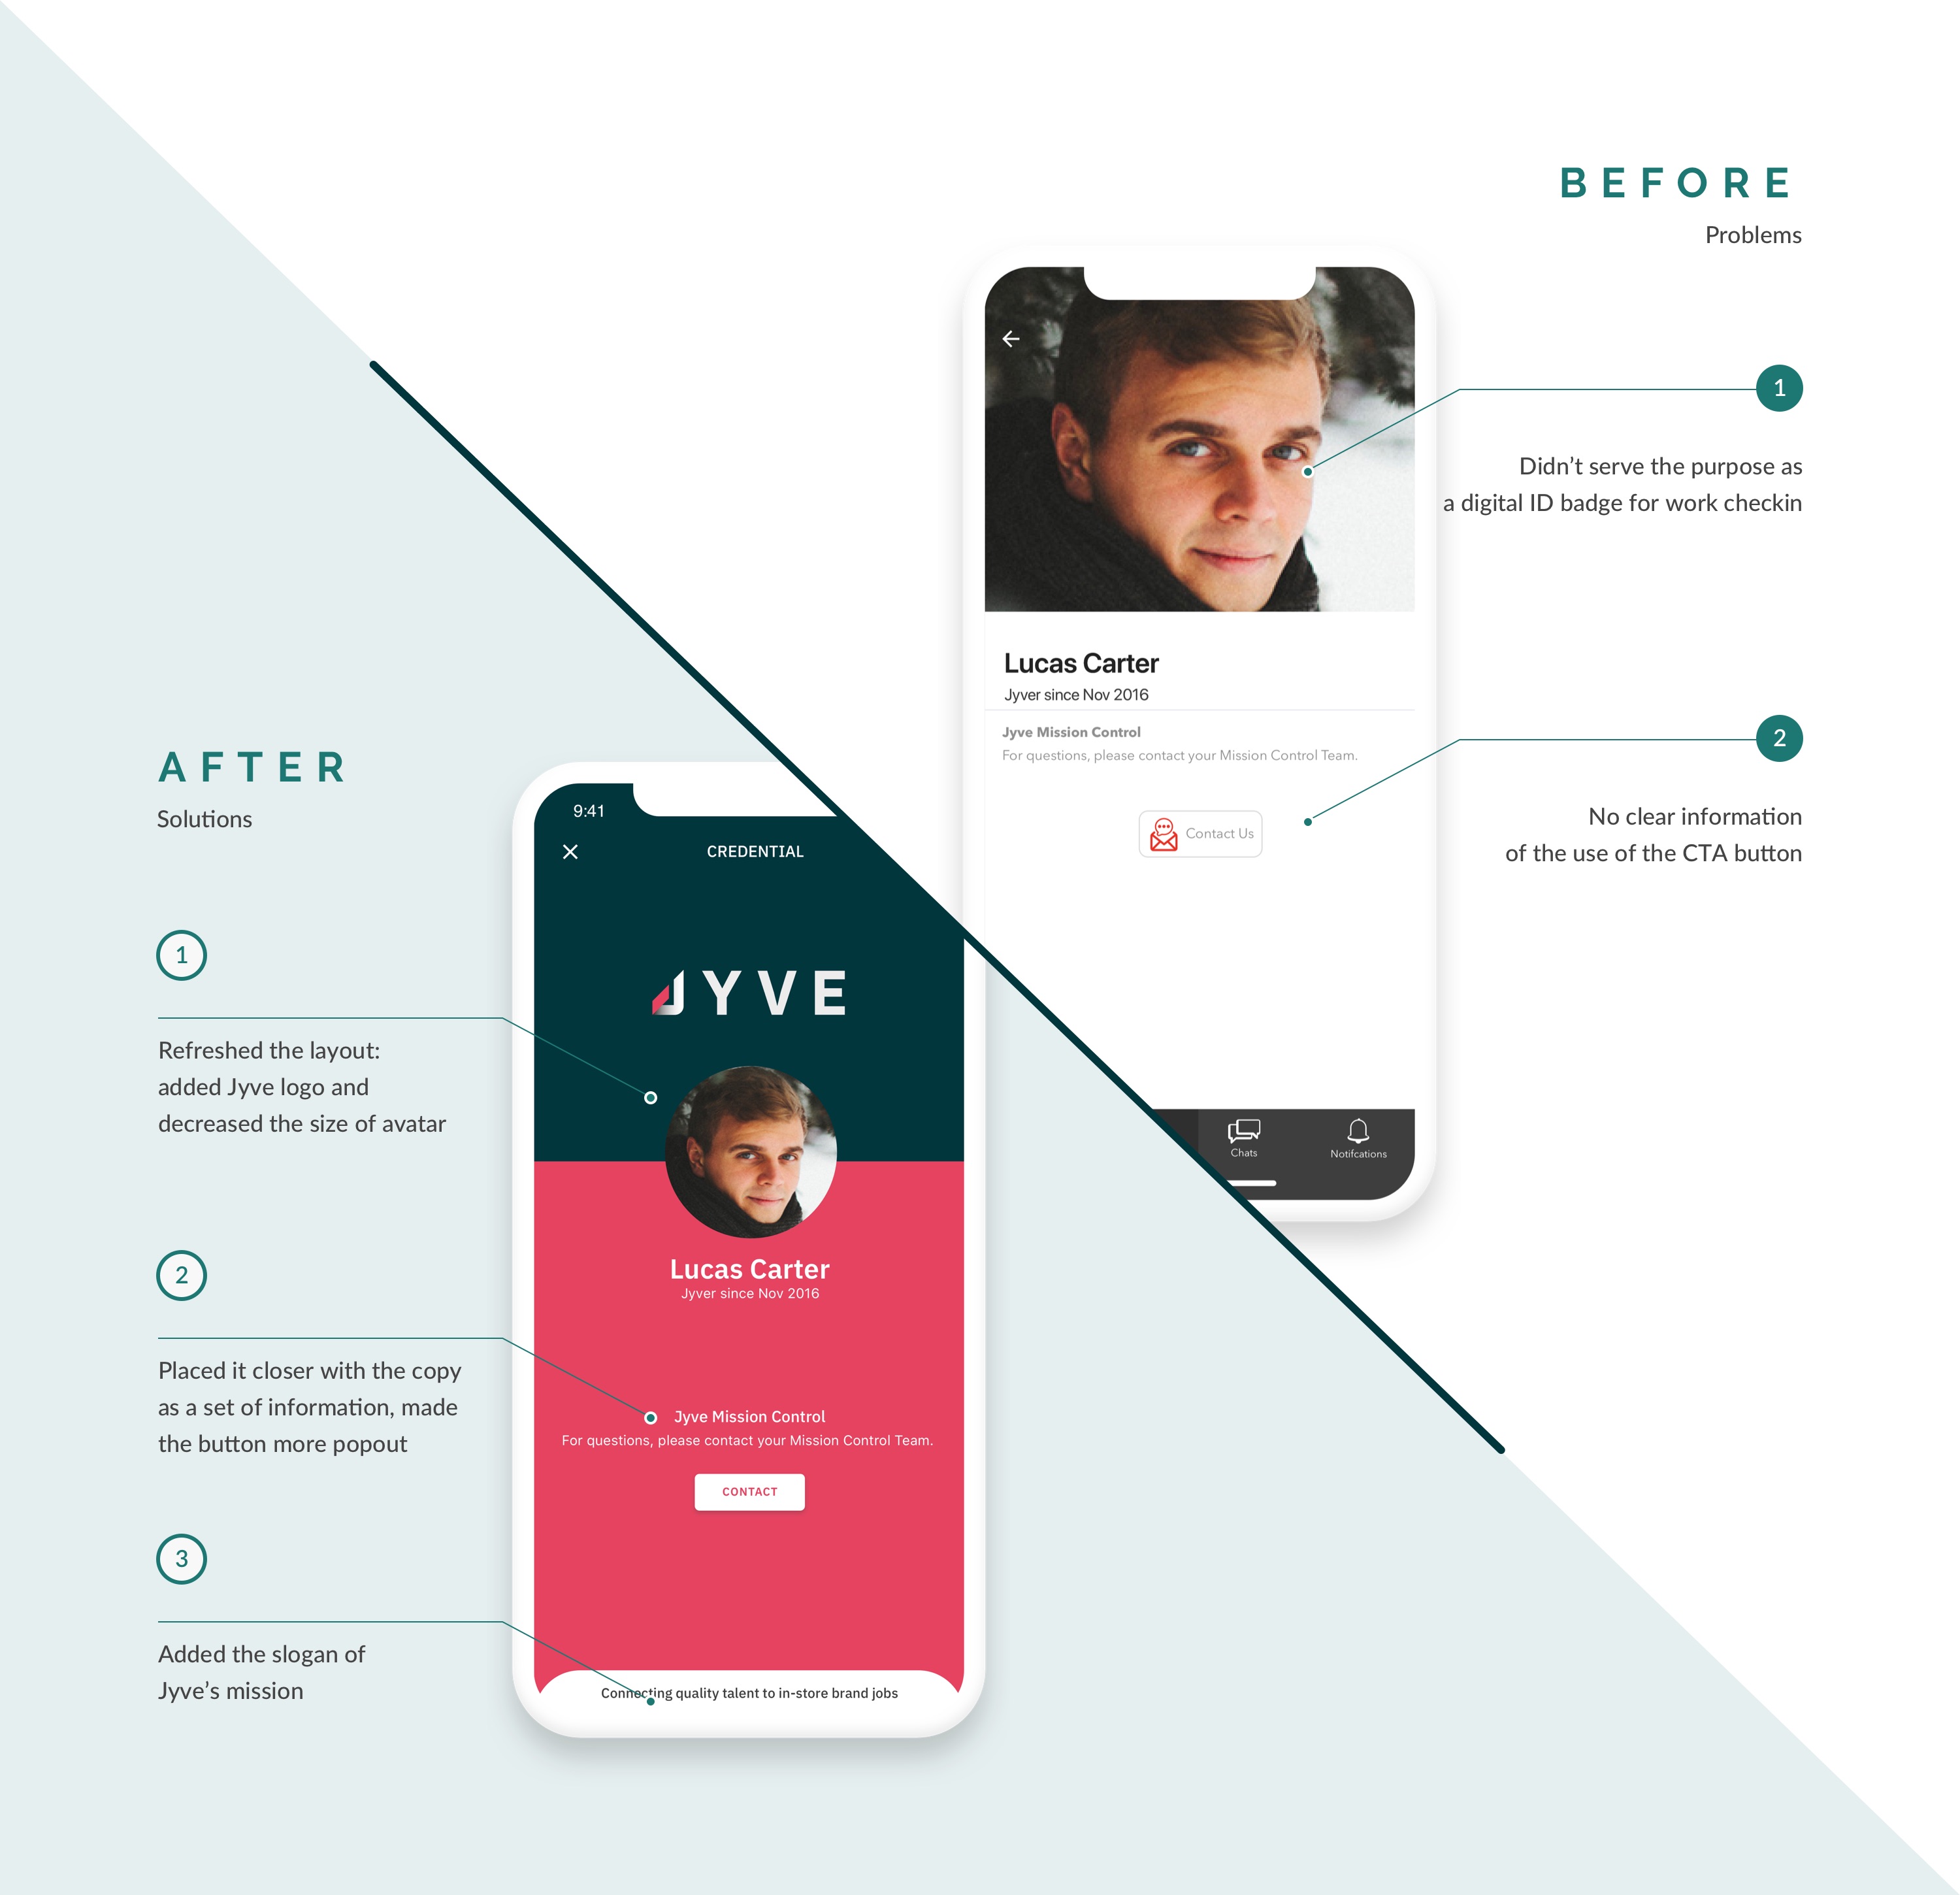 BEFORE
Problems
1
Didn’t serve the purpose as
a digital ID badge for work checkin
2
No clear information
of the use of the CTA button
Lucas Carter
Jyver since Nov 2016
Jyve Mission Control
For questions, please contact your Mission Control Team.
Contact Us
Chats
Notifcations
AFTER
Solutions
1
Refreshed the layout:
added Jyve logo and
decreased the size of avatar
2
Placed it closer with the copy
as a set of information, made
the button more popout
3
Added the slogan of
Jyve’s mission
9:41
CREDENTIAL
JYVE
Lucas Carter
Jyver since Nov 2016
Jyve Mission Control
For questions, please contact your Mission Control Team.
CONTACT
Connecting quality talent to in-store brand jobs